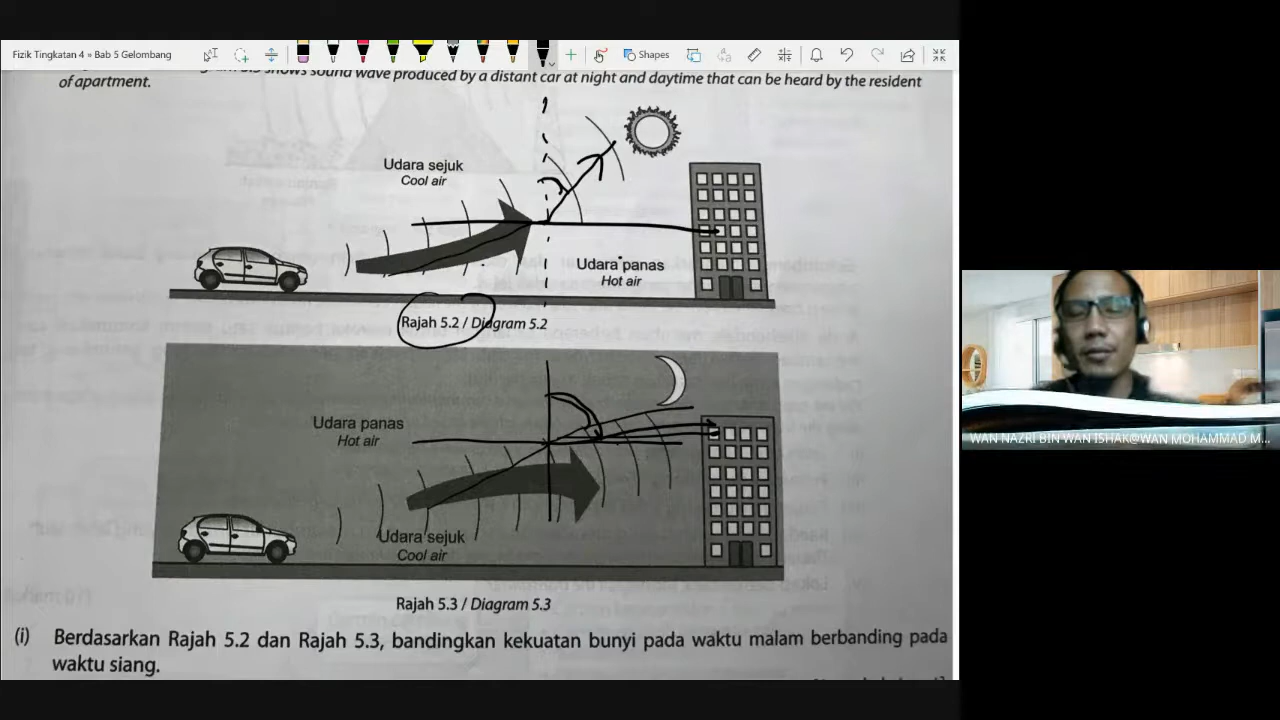 Fizik Tingkatan 4 » Bab 5 Gelombang
Shapes
shows sound wave produced by a distant car at night and daytime that can be heard by the resident
of apartment.
Udara sejuk
Cool air
Udara panas
Hot air
Rajah 5.2 / Diagram 5.2
Udara panas
Hot air
Udara sejuk
Cool air
Rajah 5.3 / Diagram 5.3
(i) Berdasarkan Rajah 5.2 dan Rajah 5.3, bandingkan kekuatan bunyi pada waktu malam berbanding pada
waktu siang.
WAN NAZRI BIN WAN ISHAK@WAN MOHAMMAD M...